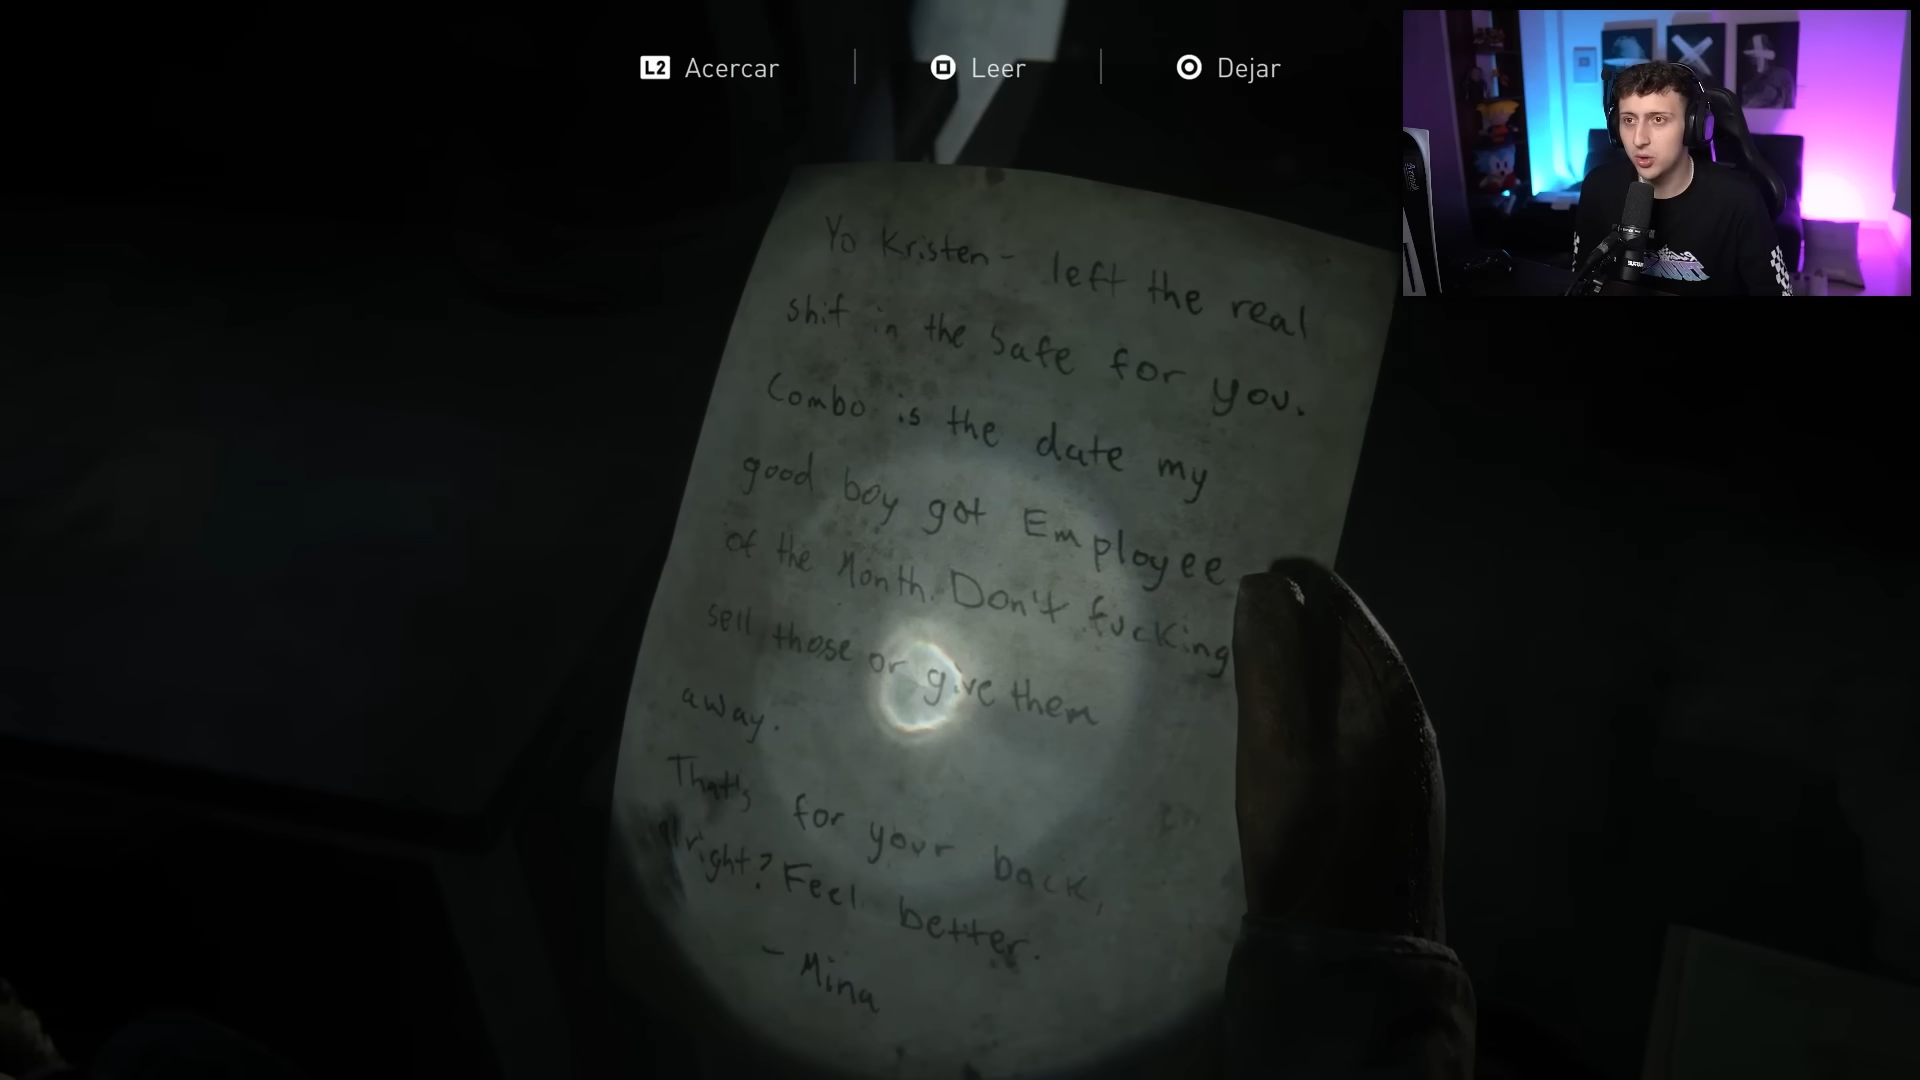 L2 Acercar
Leer
Dejar
Yo Kristen - left the real
shit in the safe for you.
Combo is the date my
good boy got Employee
of the Month. Don't fucking
sell those or give them
away.
That's for your back,
alright? Feel better.
- Mina